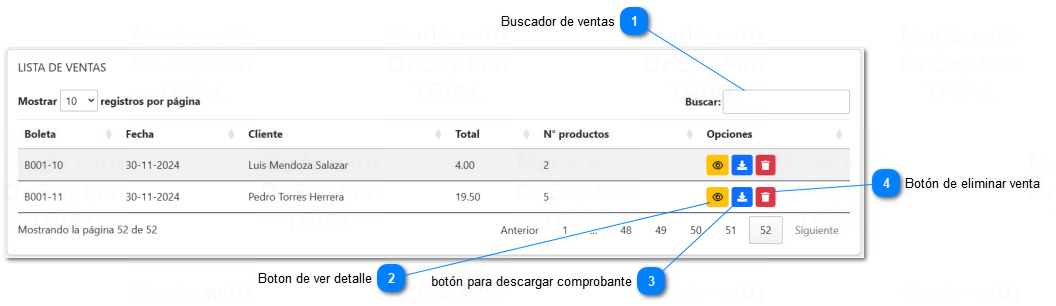 Buscador de ventas 1
LISTA DE VENTAS
Mostrar 10 registros por página Buscar:
Boleta Fecha Cliente Total N° productos Opciones
B001-10 30-11-2024 Luis Mendoza Salazar 4.00 2
B001-11 30-11-2024 Pedro Torres Herrera 19.50 5
4 Botón de eliminar venta
Mostrando la página 52 de 52 Anterior 1 ... 48 49 50 51 52 Siguiente
Boton de ver detalle 2 botón para descargar comprobante 3
Made with
Dr.Explain
TRIAL